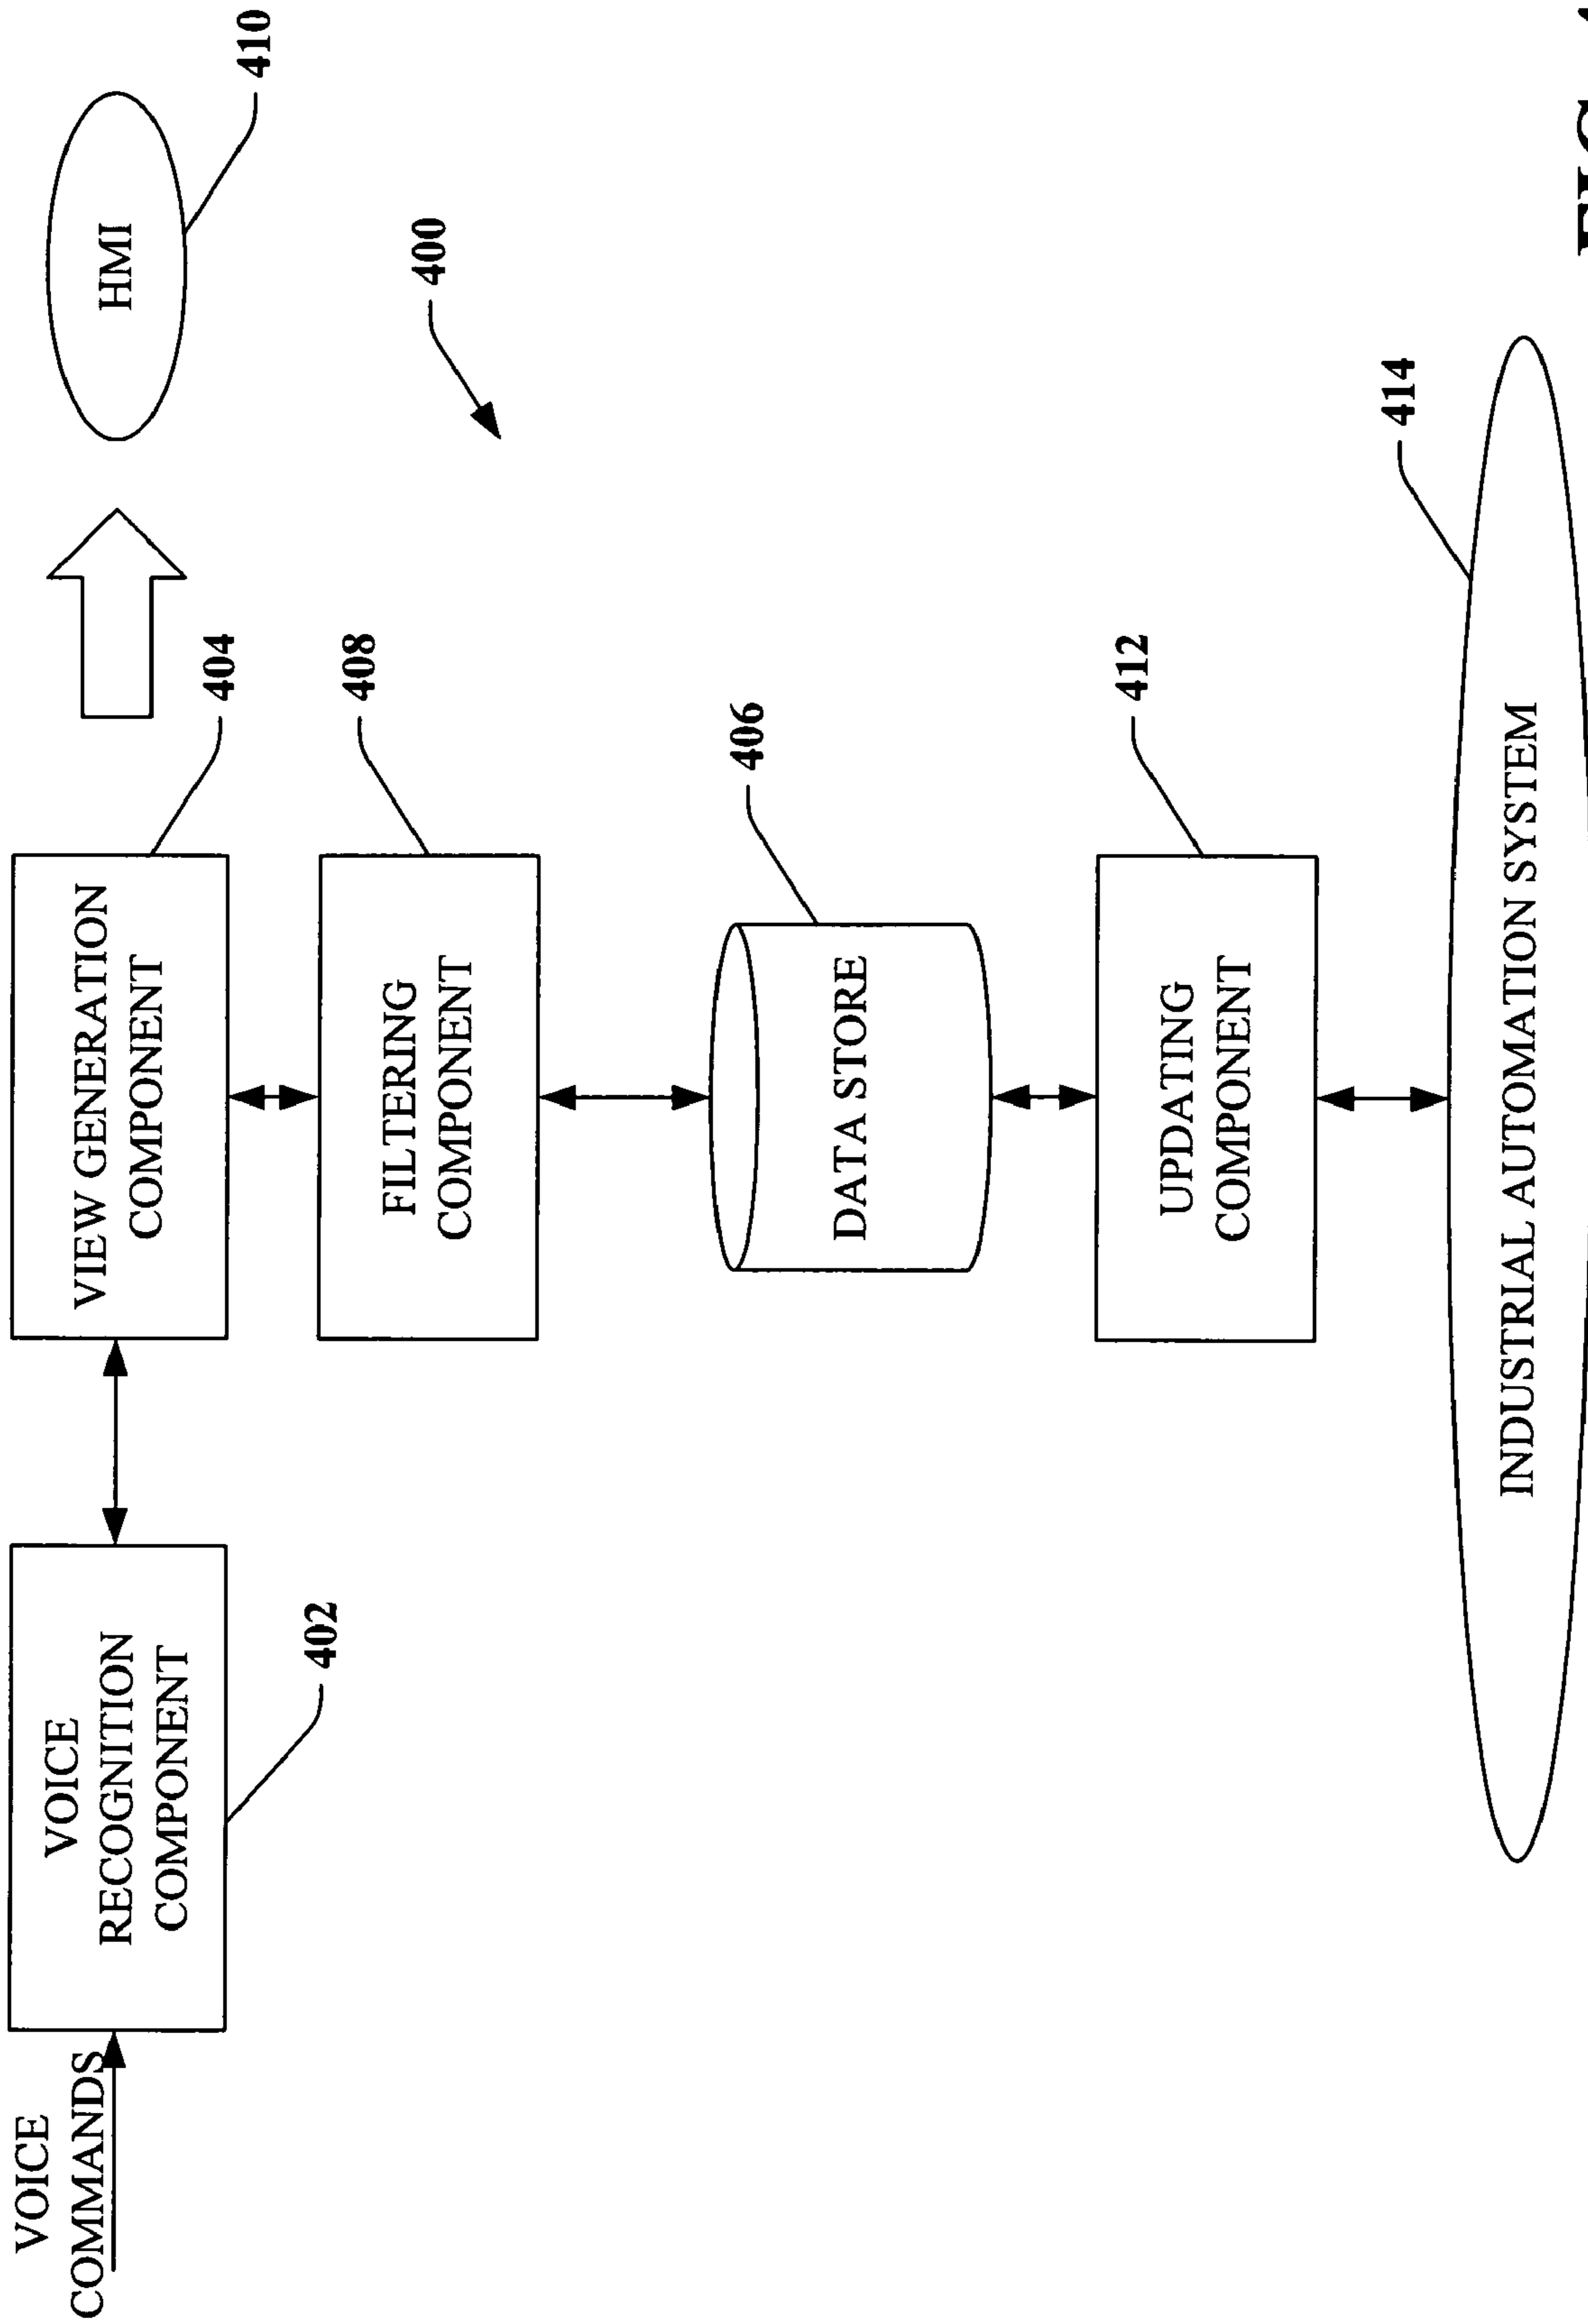 VOICE
COMMANDS
VOICE
RECOGNITION
COMPONENT
402
VIEW GENERATION
COMPONENT
404
HMI
410
400
FILTERING
COMPONENT
408
DATA STORE
406
UPDATING
COMPONENT
412
INDUSTRIAL AUTOMATION SYSTEM
414